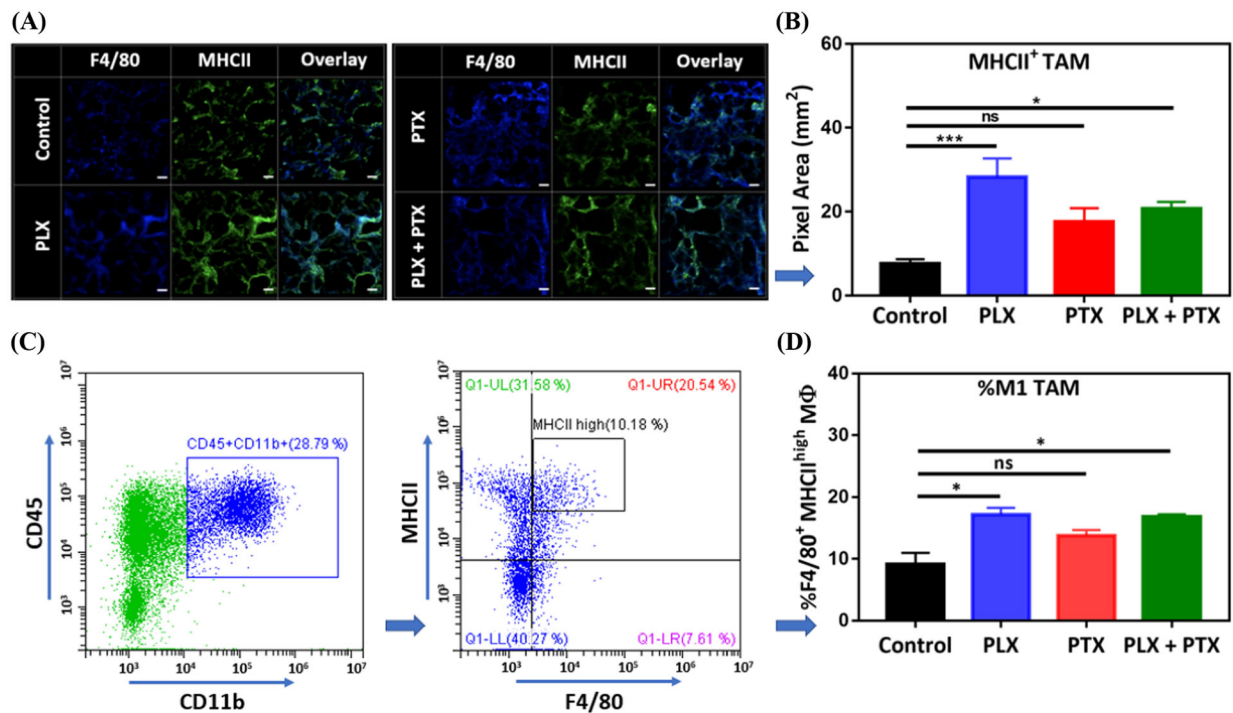 (A)
F4/80 MHCII Overlay
Control
PLX
F4/80 MHCII Overlay
PTX
PLX + PTX
(B)
MHCII⁺ TAM
Pixel Area (mm²)
60
40
20
0
*
ns
***
Control PLX PTX PLX + PTX
(C)
CD45
10⁷
10⁶
10⁵
10⁴
10³
CD45+CD11b+(28.79 %)
10³ 10⁴ 10⁵ 10⁶ 10⁷
CD11b
MHCII
10⁷
10⁶
10⁵
10⁴
10³
Q1-UL(31.58 %) Q1-UR(20.54 %)
MHCII high(10.18 %)
Q1-LL(40.27 %) Q1-LR(7.61 %)
10³ 10⁴ 10⁵ 10⁶ 10⁷
F4/80
(D)
%M1 TAM
%F4/80⁺ MHCIIʰⁱᵍʰ MΦ
40
30
20
10
0
*
ns
*
Control PLX PTX PLX + PTX